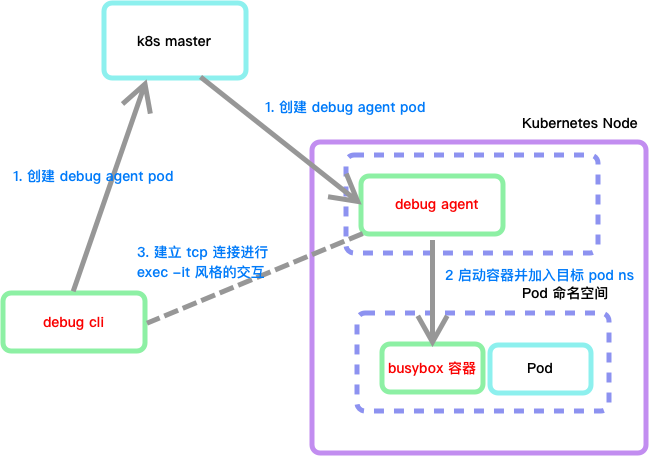 k8s master
1. 创建 debug agent pod
Kubernetes Node
1. 创建 debug agent pod
debug agent
3. 建立 tcp 连接进行
exec -it 风格的交互
2 启动容器并加入目标 pod ns
Pod 命名空间
debug cli
busybox 容器
Pod